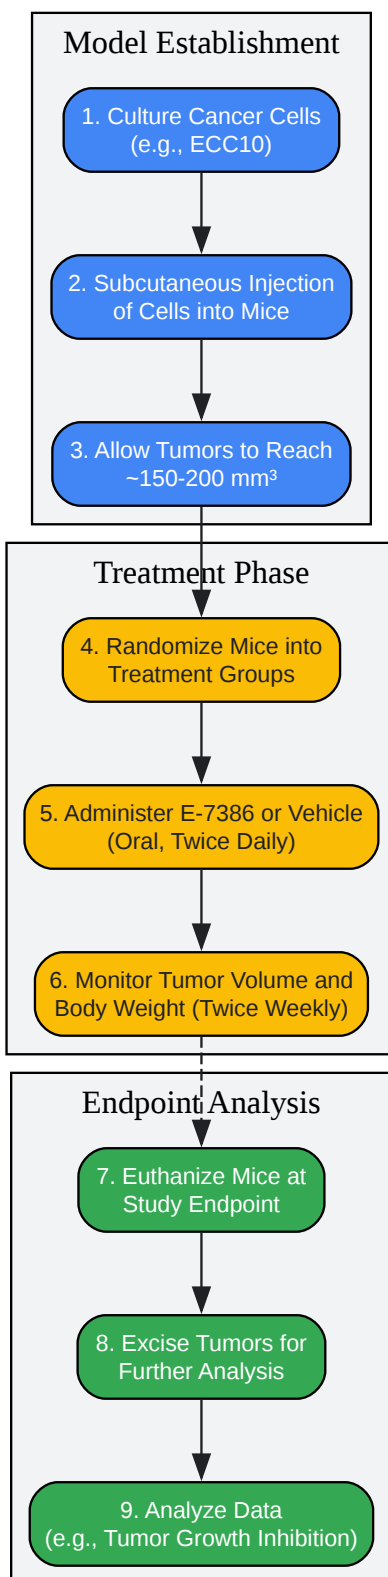 Model Establishment
1. Culture Cancer Cells
(e.g., ECC10)
2. Subcutaneous Injection
of Cells into Mice
3. Allow Tumors to Reach
~150-200 mm³
Treatment Phase
4. Randomize Mice into
Treatment Groups
5. Administer E-7386 or Vehicle
(Oral, Twice Daily)
6. Monitor Tumor Volume and
Body Weight (Twice Weekly)
Endpoint Analysis
7. Euthanize Mice at
Study Endpoint
8. Excise Tumors for
Further Analysis
9. Analyze Data
(e.g., Tumor Growth Inhibition)